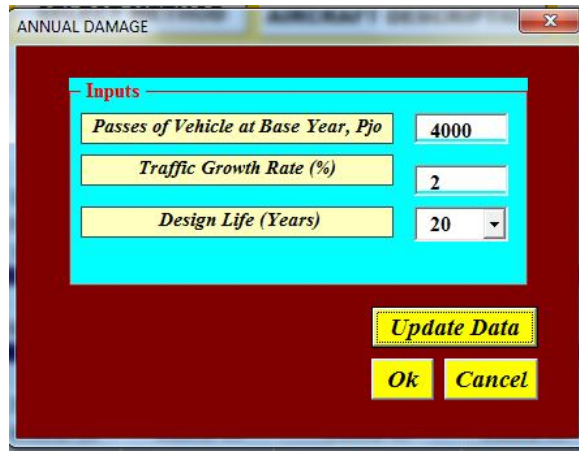 ANNUAL DAMAGE
Inputs
Passes of Vehicle at Base Year, Pjo
4000
Traffic Growth Rate (%)
2
Design Life (Years)
20
Update Data
Ok
Cancel